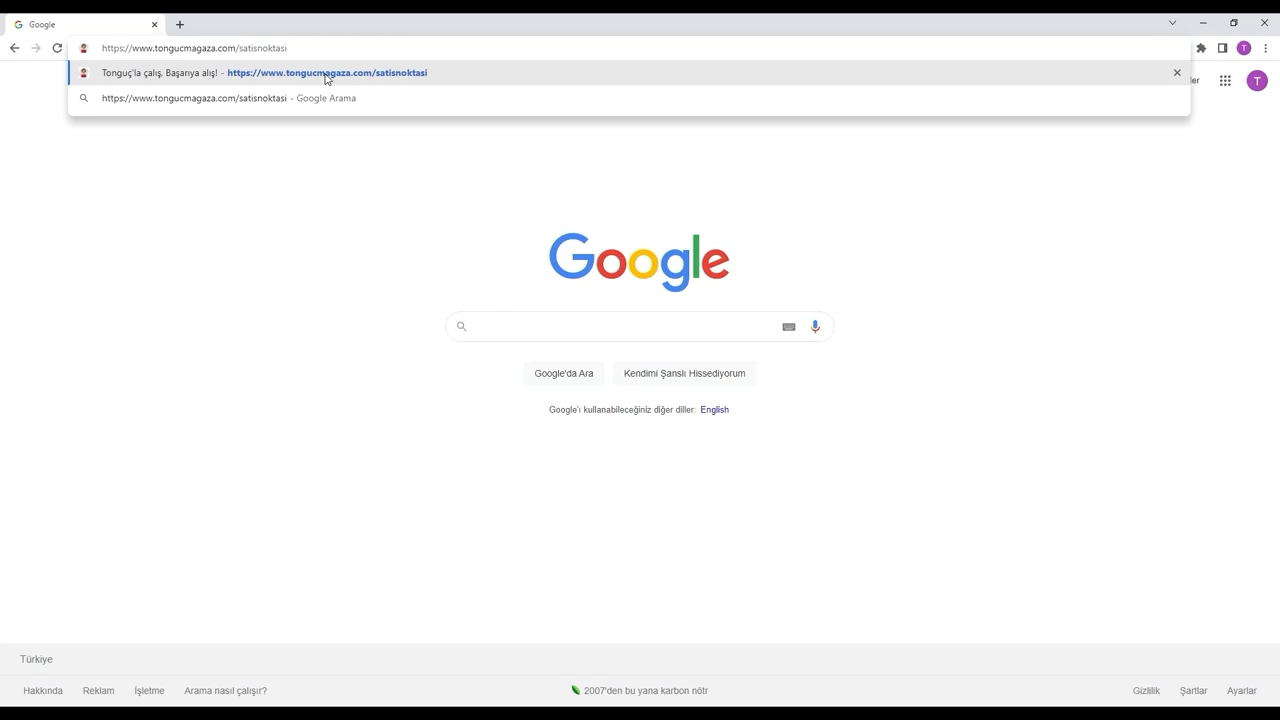 Google
https://www.tongucmagaza.com/satisnoktasi
T
Tonguç'la çalış, Başarıya alış! - https://www.tongucmagaza.com/satisnoktasi
https://www.tongucmagaza.com/satisnoktasi - Google Arama
T
Google
Google'da Ara
Kendimi Şanslı Hissediyorum
Google'ı kullanabileceğiniz diğer diller: English
Türkiye
Hakkında Reklam İşletme Arama nasıl çalışır? 2007'den bu yana karbon nötr Gizlilik Şartlar Ayarlar